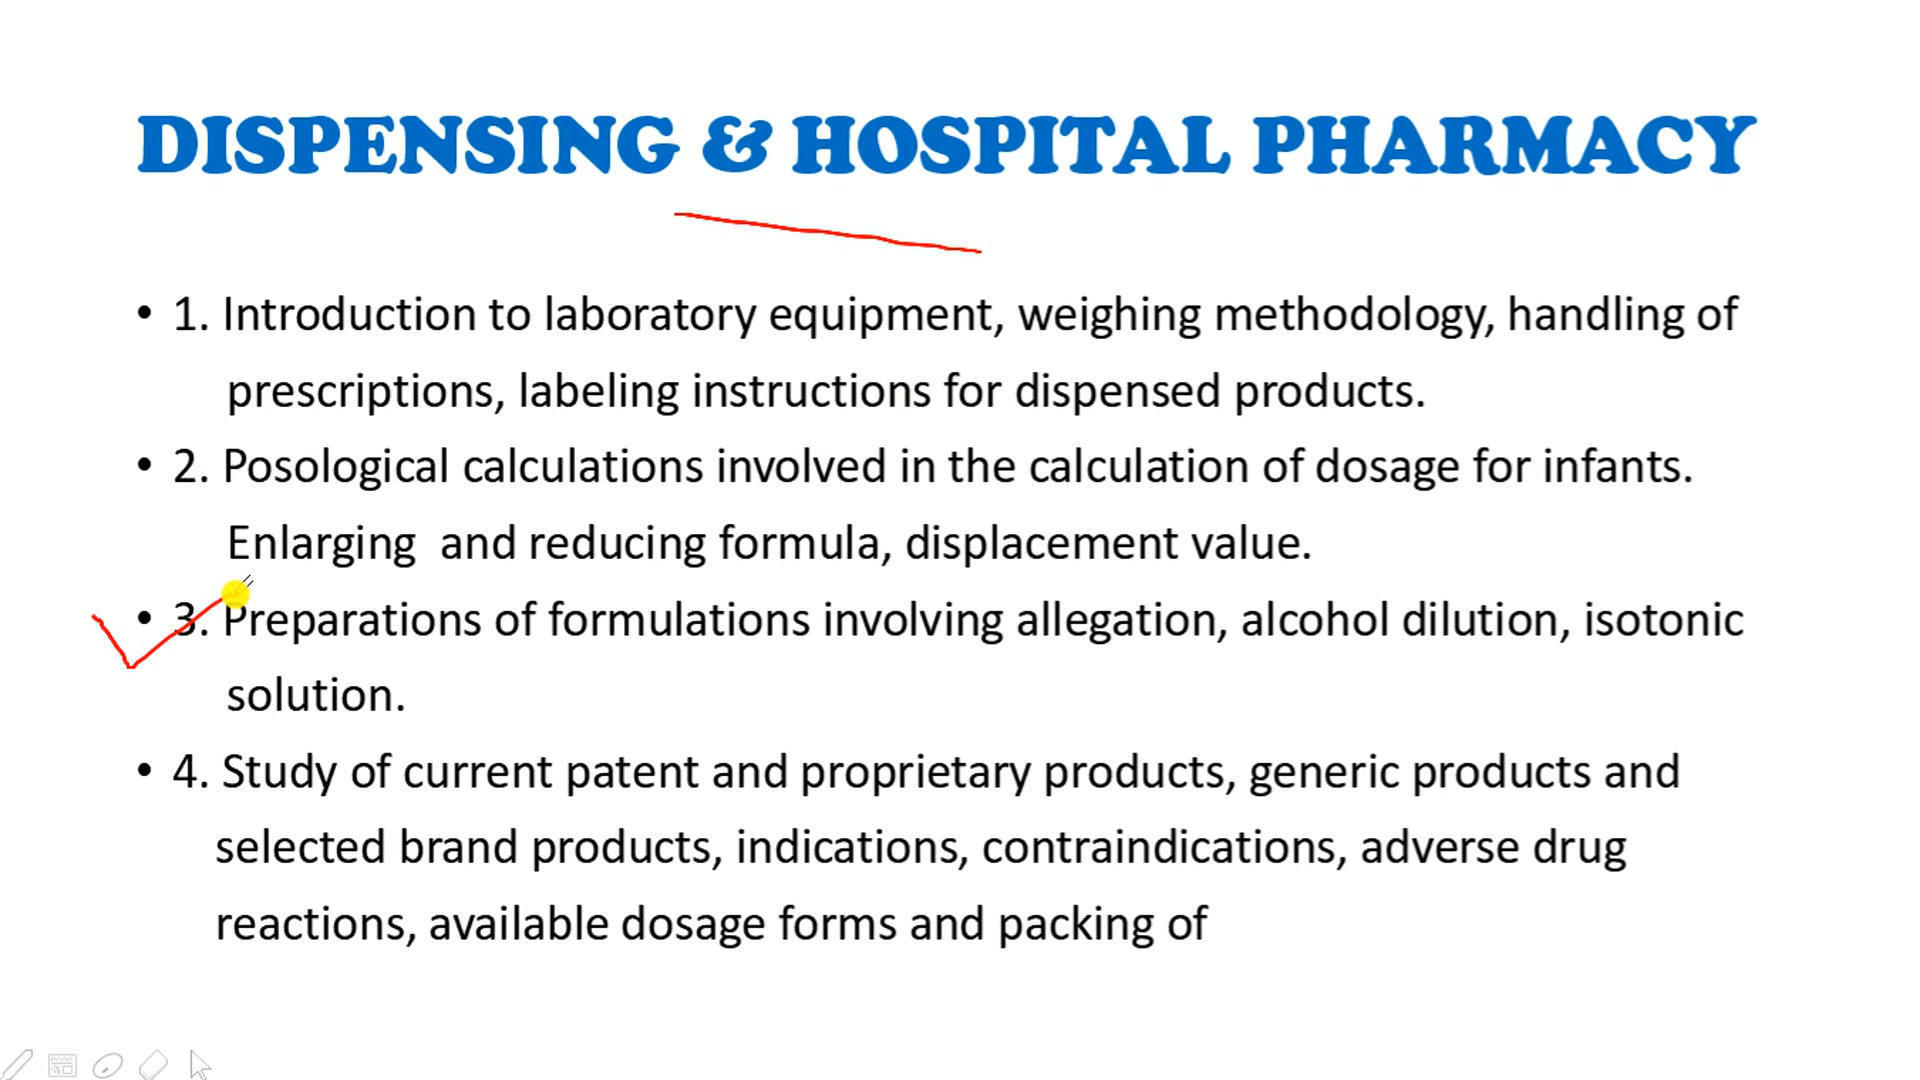 DISPENSING & HOSPITAL PHARMACY
• 1. Introduction to laboratory equipment, weighing methodology, handling of
prescriptions, labeling instructions for dispensed products.
• 2. Posological calculations involved in the calculation of dosage for infants.
Enlarging and reducing formula, displacement value.
• 3. Preparations of formulations involving allegation, alcohol dilution, isotonic
solution.
• 4. Study of current patent and proprietary products, generic products and
selected brand products, indications, contraindications, adverse drug
reactions, available dosage forms and packing of